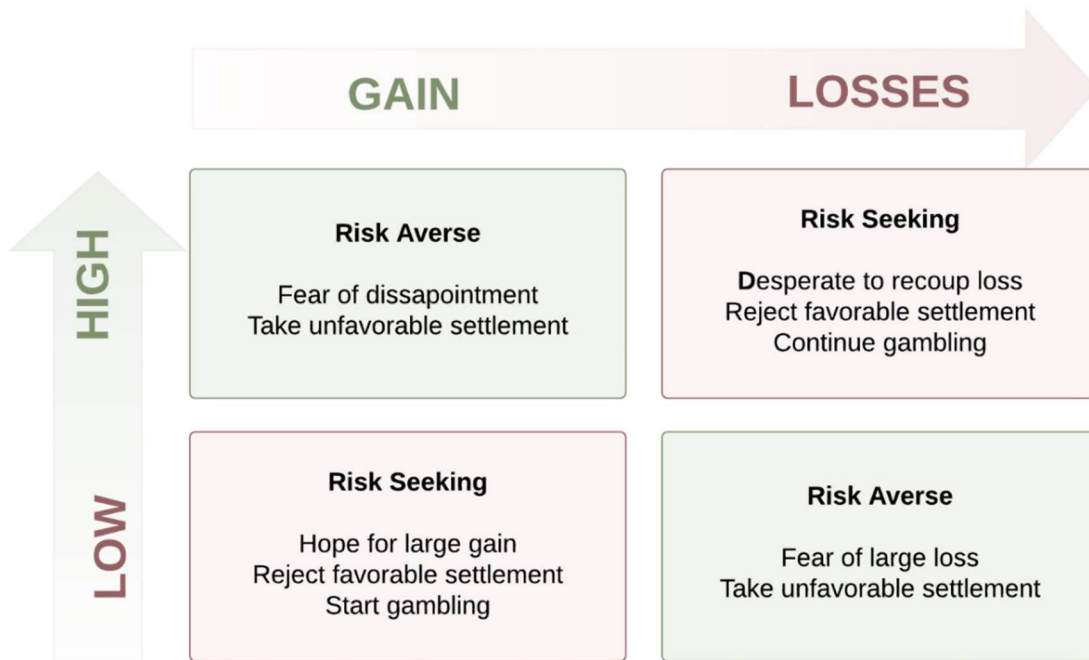 GAIN
LOSSES
HIGH
Risk Averse
Fear of dissapointment
Take unfavorable settlement
Risk Seeking
Desperate to recoup loss
Reject favorable settlement
Continue gambling
LOW
Risk Seeking
Hope for large gain
Reject favorable settlement
Start gambling
Risk Averse
Fear of large loss
Take unfavorable settlement